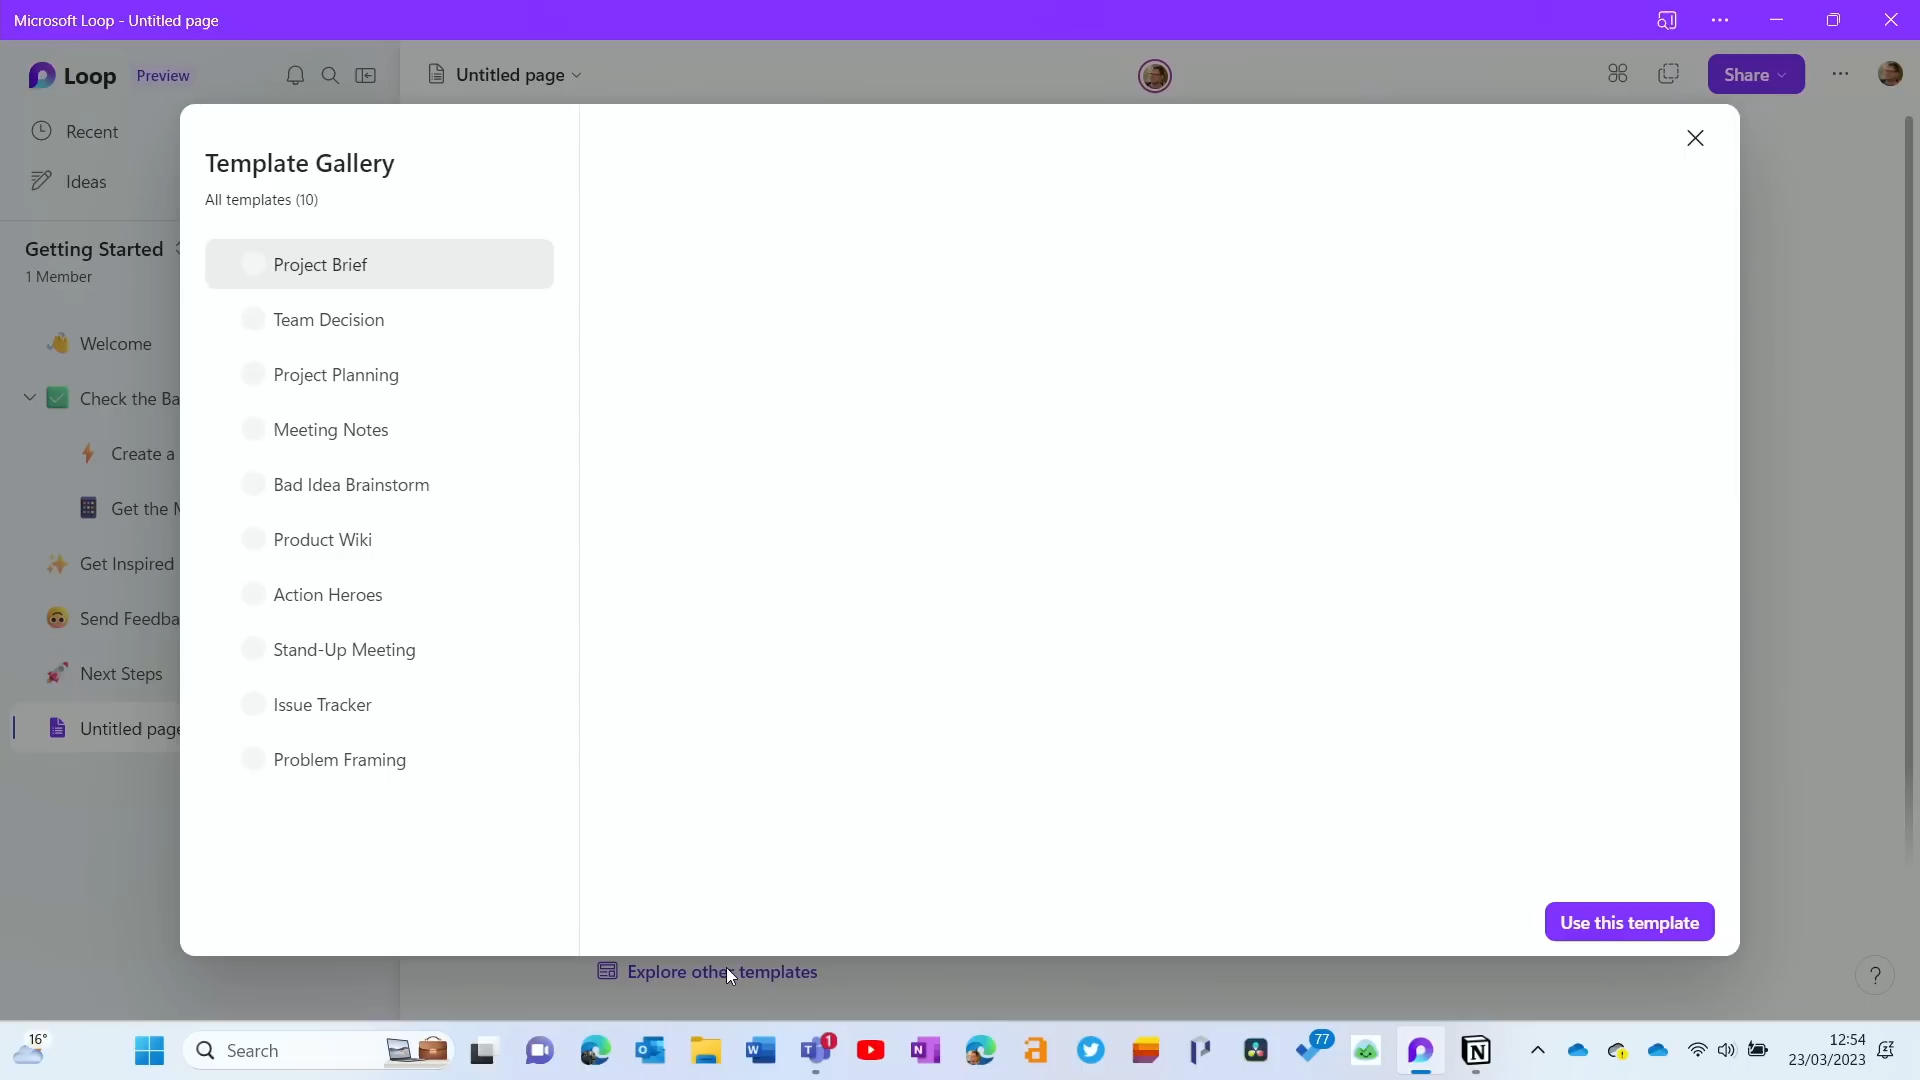 Microsoft Loop - Untitled page
Loop Preview
Untitled page
Share
Recent
Ideas
Getting Started
1 Member
Welcome
Check the Ba
Create a
Get the
Get Inspired
Send Feedba
Next Steps
Untitled page
Template Gallery
All templates (10)
Project Brief
Team Decision
Project Planning
Meeting Notes
Bad Idea Brainstorm
Product Wiki
Action Heroes
Stand-Up Meeting
Issue Tracker
Problem Framing
Use this template
Explore other templates
?
16°
Search
1
77
12:54
23/03/2023